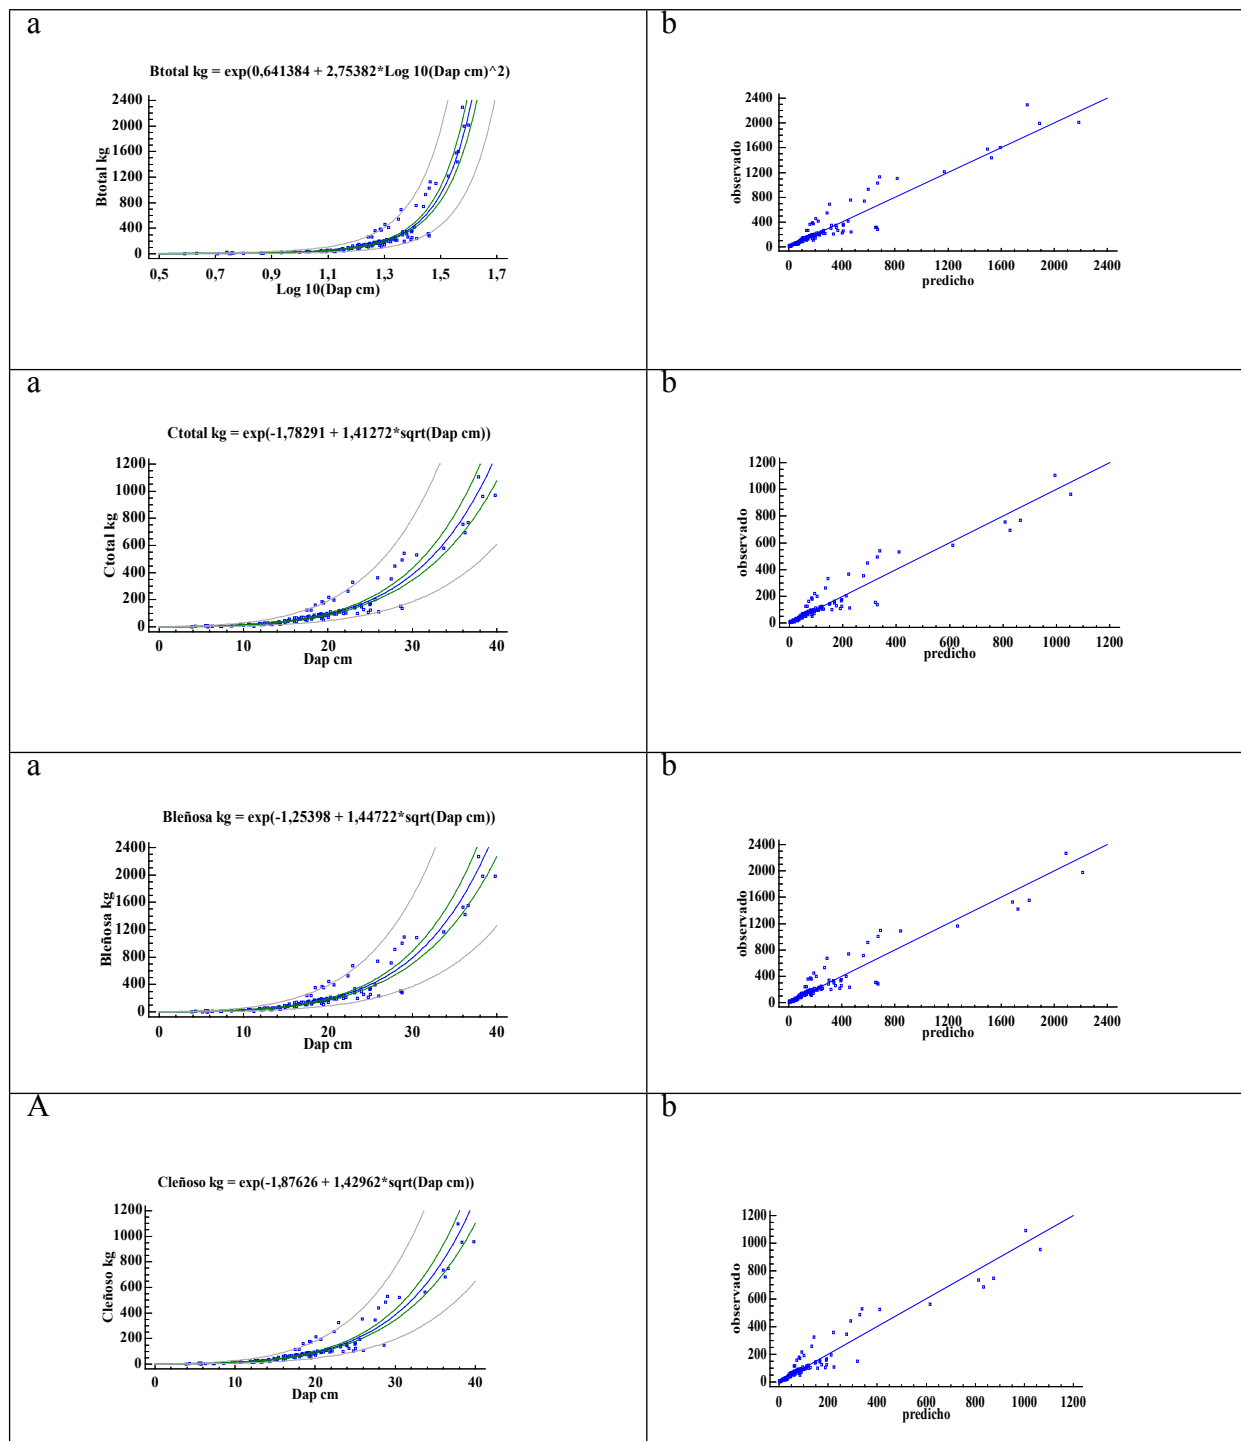 a
b
Btotal kg = exp(0,641384 + 2,75382*Log 10(Dap cm)^2)
Btotal kg
2400
2000
1600
1200
800
400
0
0,5 0,7 0,9 1,1 1,3 1,5 1,7
Log 10(Dap cm)
observado
2400
2000
1600
1200
800
400
0
0 400 800 1200 1600 2000 2400
predicho
a
b
Ctotal kg = exp(-1,78291 + 1,41272*sqrt(Dap cm))
Ctotal kg
1200
1000
800
600
400
200
0
0 10 20 30 40
Dap cm
observado
1200
1000
800
600
400
200
0
0 200 400 600 800 1000 1200
predicho
a
b
Bleñosa kg = exp(-1,25398 + 1,44722*sqrt(Dap cm))
Bleñosa kg
2400
2000
1600
1200
800
400
0
0 10 20 30 40
Dap cm
observado
2400
2000
1600
1200
800
400
0
0 400 800 1200 1600 2000 2400
predicho
A
b
Cleñoso kg = exp(-1,87626 + 1,42962*sqrt(Dap cm))
Cleñoso kg
1200
1000
800
600
400
200
0
0 10 20 30 40
Dap cm
observado
1200
1000
800
600
400
200
0
0 200 400 600 800 1000 1200
predicho